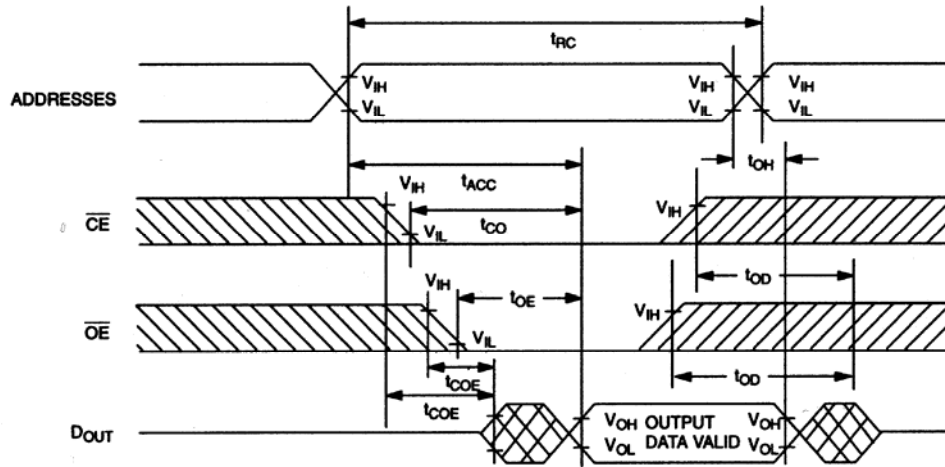 tRC
ADDRESSES
VIH
VIL
VIH
VIL
VIH
VIL
tOH
tACC
CE
VIH
VIL
tCO
VIH
tOD
OE
VIH
VIL
tOE
VIH
tOD
tCOE
tCOE
DOUT
VOH OUTPUT VOH
VOL DATA VALID VOL